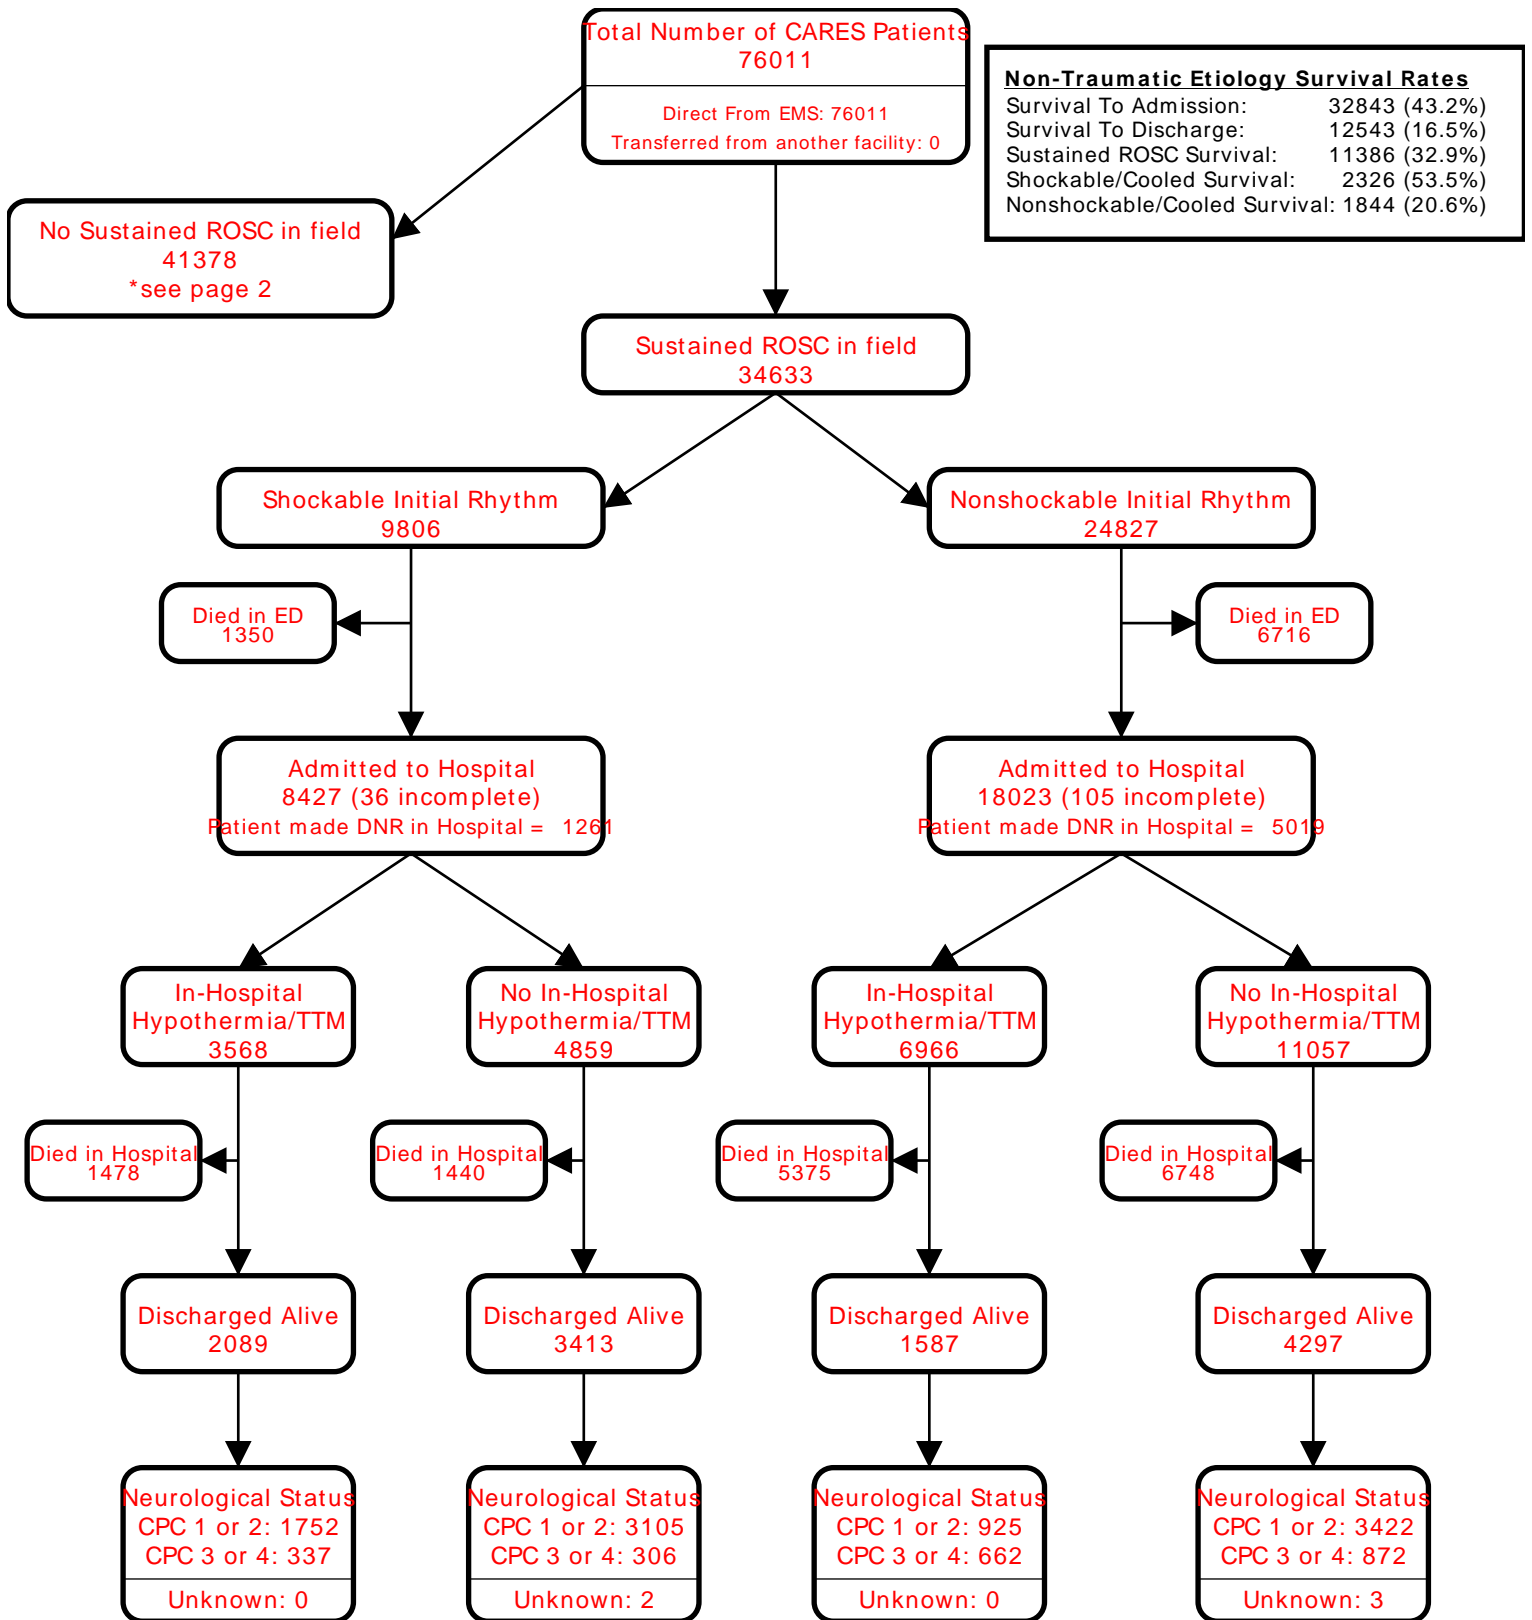 Total Number of CARES Patients
76011
Direct From EMS: 76011
Transferred from another facility: 0
Non-Traumatic Etiology Survival Rates
Survival To Admission: 32843 (43.2%)
Survival To Discharge: 12543 (16.5%)
Sustained ROSC Survival: 11386 (32.9%)
Shockable/Cooled Survival: 2326 (53.5%)
Nonshockable/Cooled Survival: 1844 (20.6%)
No Sustained ROSC in field
41378
*see page 2
Sustained ROSC in field
34633
Shockable Initial Rhythm
9806
Nonshockable Initial Rhythm
24827
Died in ED
1350
Died in ED
6716
Admitted to Hospital
8427 (36 incomplete)
Patient made DNR in Hospital = 1261
Admitted to Hospital
18023 (105 incomplete)
Patient made DNR in Hospital = 5019
In-Hospital
Hypothermia/TTM
3568
No In-Hospital
Hypothermia/TTM
4859
In-Hospital
Hypothermia/TTM
6966
No In-Hospital
Hypothermia/TTM
11057
Died in Hospital
1478
Died in Hospital
1440
Died in Hospital
5375
Died in Hospital
6748
Discharged Alive
2089
Discharged Alive
3413
Discharged Alive
1587
Discharged Alive
4297
Neurological Status
CPC 1 or 2: 1752
CPC 3 or 4: 337
Unknown: 0
Neurological Status
CPC 1 or 2: 3105
CPC 3 or 4: 306
Unknown: 2
Neurological Status
CPC 1 or 2: 925
CPC 3 or 4: 662
Unknown: 0
Neurological Status
CPC 1 or 2: 3422
CPC 3 or 4: 872
Unknown: 3